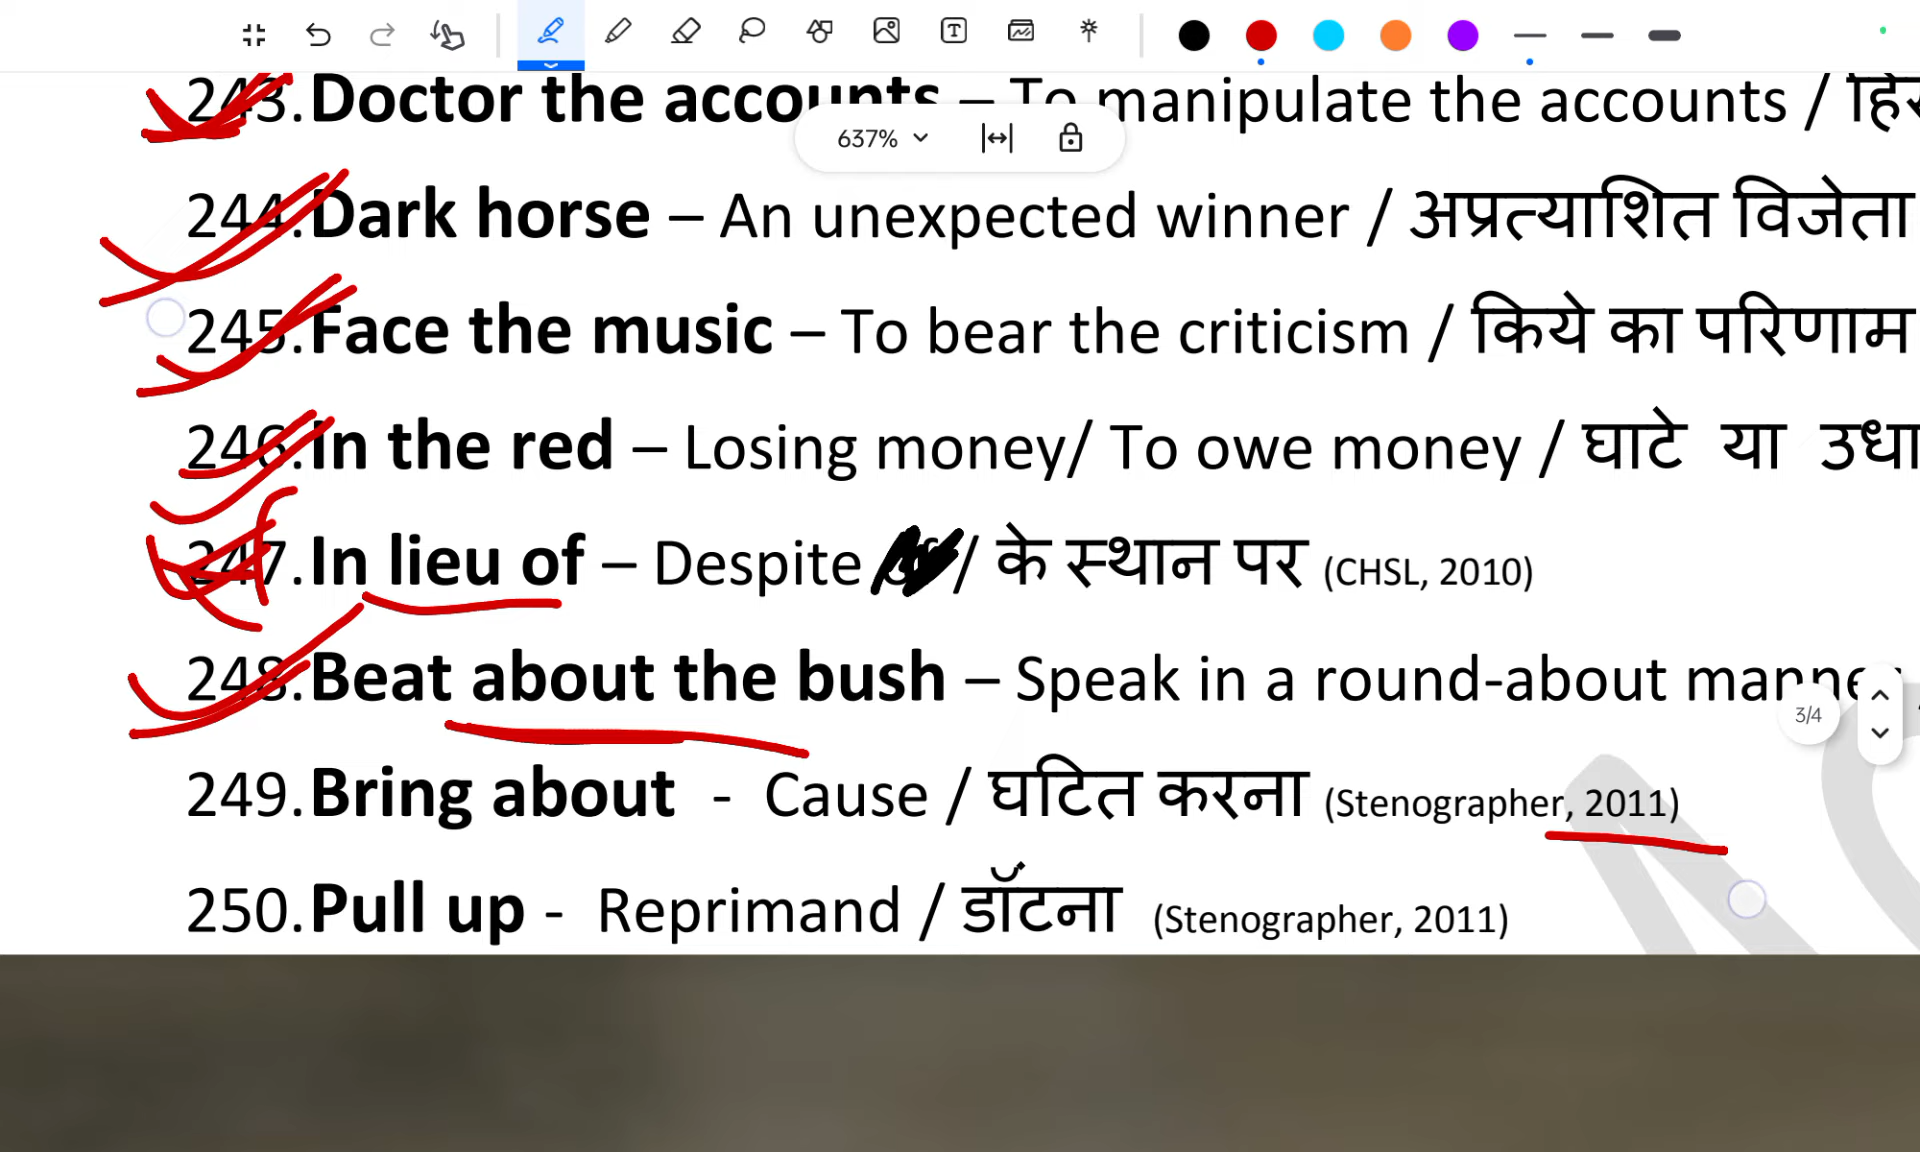 243. Doctor the accounts – To manipulate the accounts /
637%
244. Dark horse – An unexpected winner / अप्रत्याशित विजेता
245. Face the music – To bear the criticism / किये का परिणाम
246. In the red – Losing money/ To owe money / घाटे या
247. In lieu of – Despite / के स्थान पर (CHSL, 2010)
248. Beat about the bush – Speak in a round-about
3/4
249. Bring about - Cause / घटित करना (Stenographer, 2011)
250. Pull up - Reprimand / डॉटना (Stenographer, 2011)